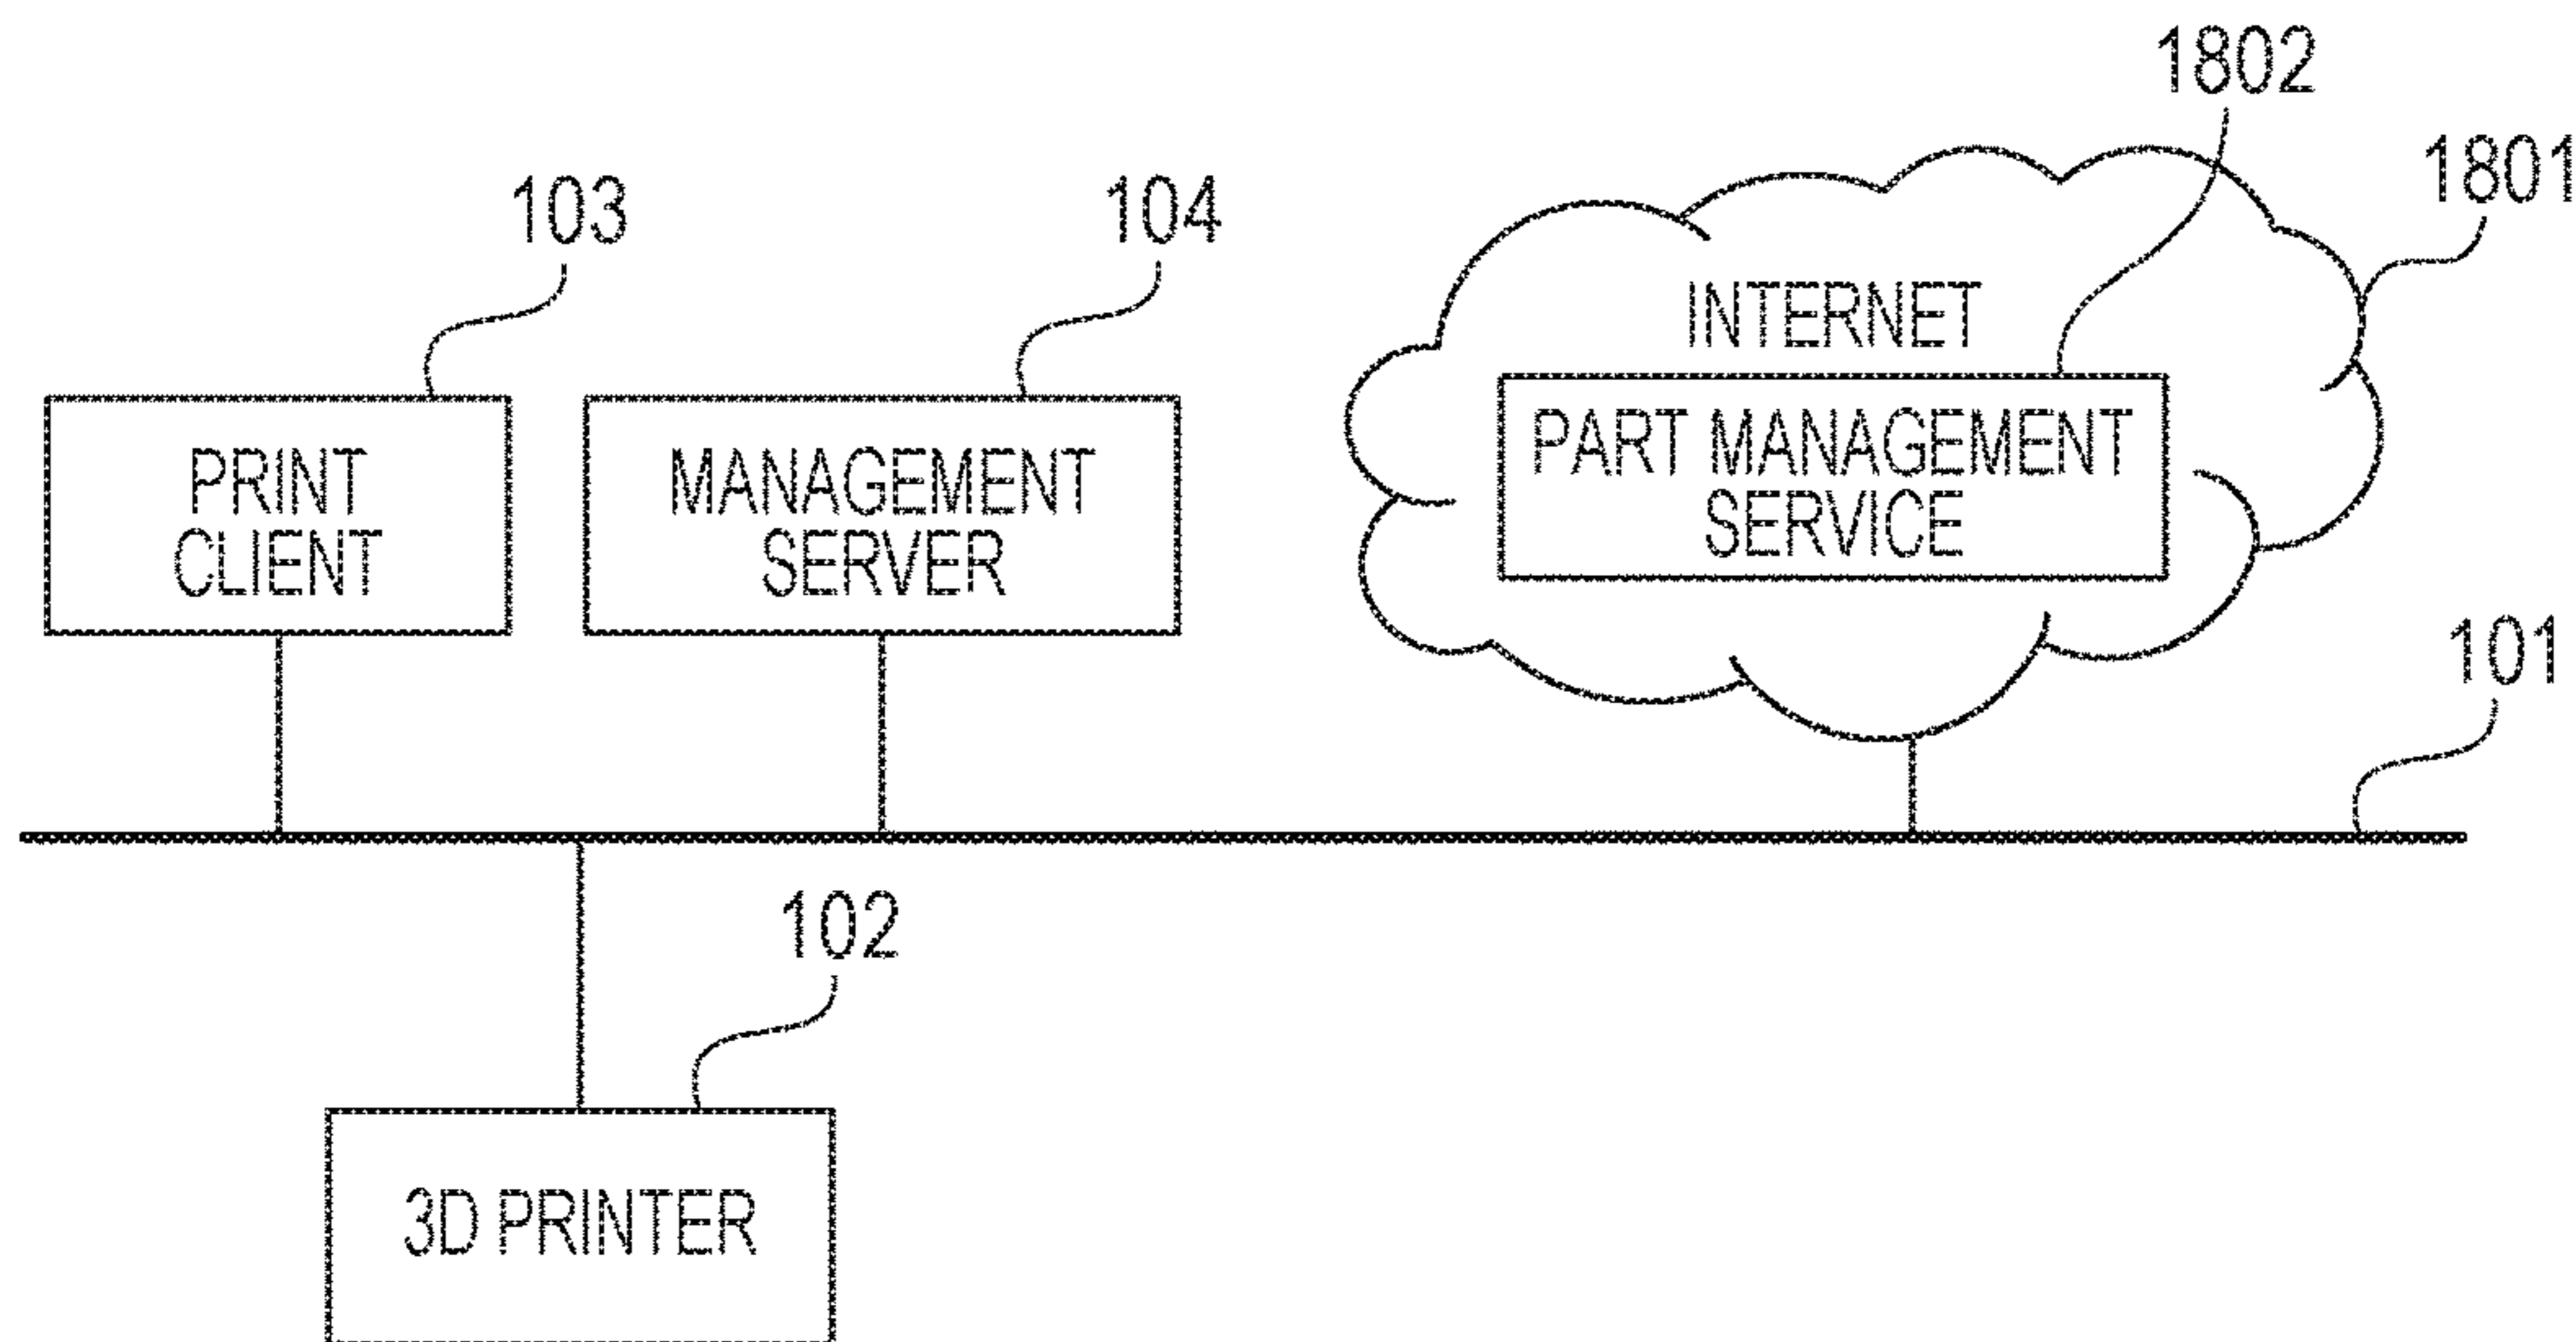 1802
1801
103
104
INTERNET
PRINT
CLIENT
MANAGEMENT
SERVER
PART MANAGEMENT
SERVICE
101
102
3D PRINTER